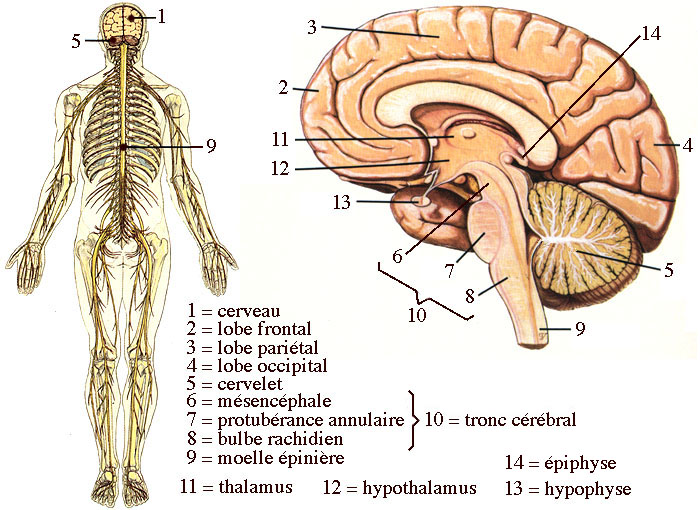 1
5
9
3
14
2
4
11
12
13
6
7
5
8
10
9
1 = cerveau
2 = lobe frontal
3 = lobe pariétal
4 = lobe occipital
5 = cervelet
6 = mésencéphale
7 = protubérance annulaire
8 = bulbe rachidien
10 = tronc cérébral
9 = moelle épinière
14 = épiphyse
11 = thalamus 12 = hypothalamus 13 = hypophyse